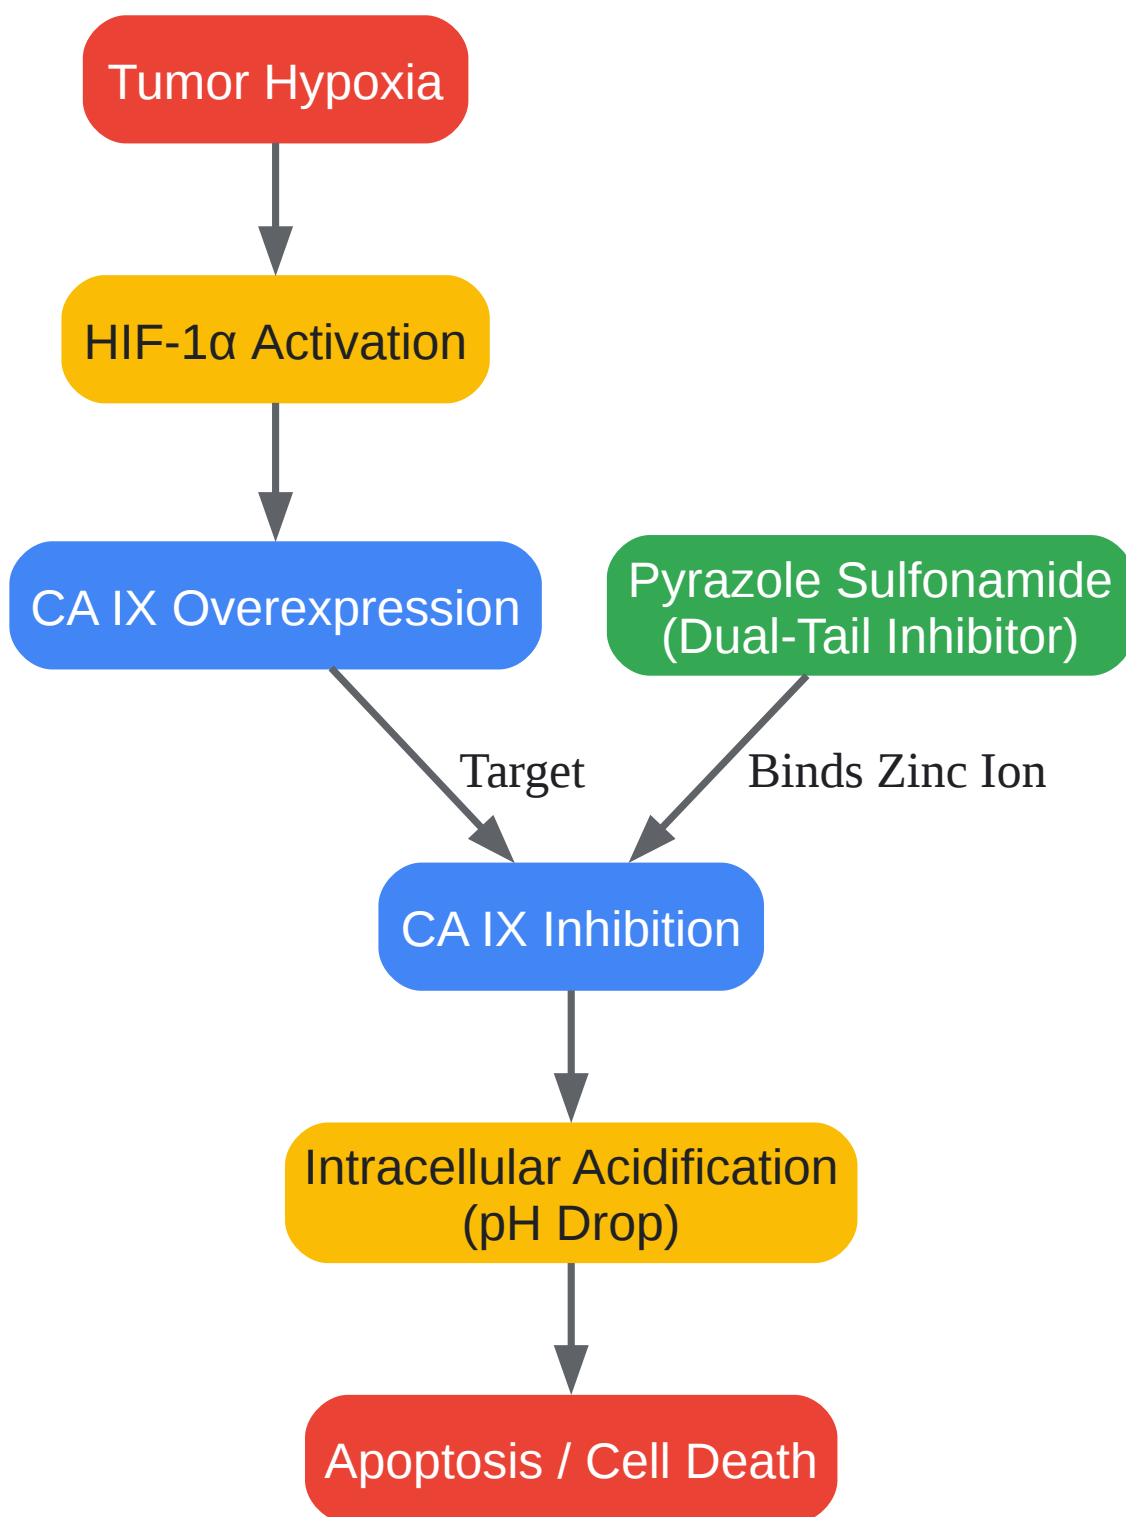 Tumor Hypoxia
HIF-1α Activation
CA IX Overexpression
Pyrazole Sulfonamide
(Dual-Tail Inhibitor)
Target
Binds Zinc Ion
CA IX Inhibition
Intracellular Acidification
(pH Drop)
Apoptosis / Cell Death